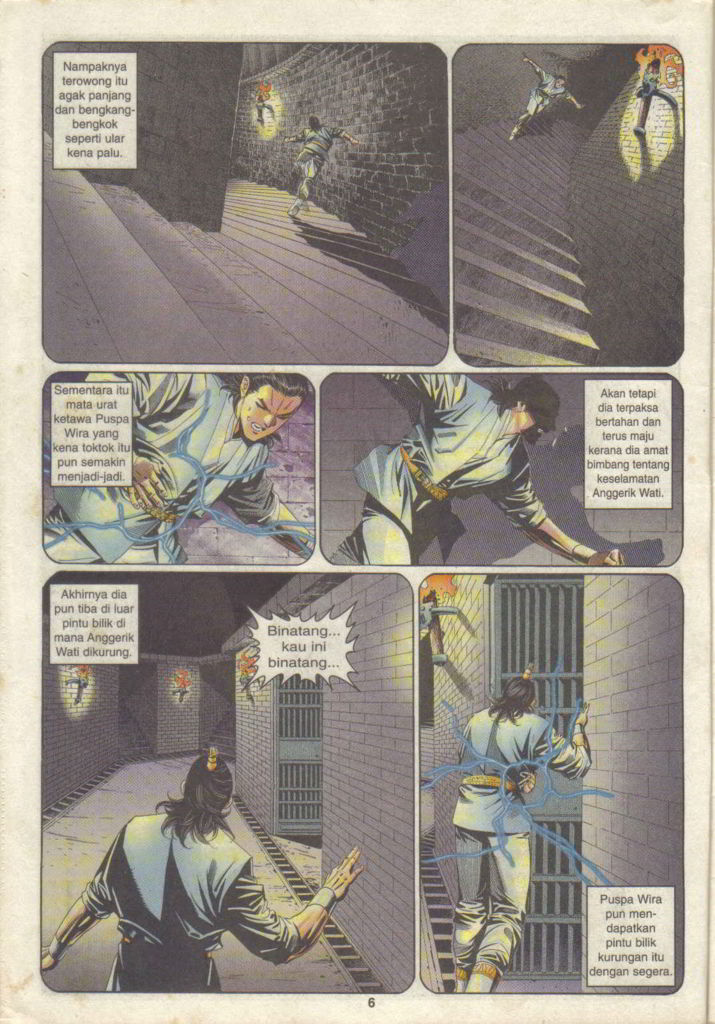 Nampaknya
terowong itu
agak panjang
dan bengkang-
bengkok
seperti ular
kena palu.
Sementara itu
mata urat
ketawa Puspa
Wira yang
kena toktok itu
pun semakin
menjadi-jadi.
Akan tetapi
dia terpaksa
bertahan dan
terus maju
kerana dia amat
bimbang tentang
keselamatan
Anggerik Wati.
Akhirnya dia
pun tiba di luar
pintu bilik di
mana Anggerik
Wati dikurung.
Binatang...
kau ini
binatang...
Puspa Wira
pun men-
dapatkan
pintu bilik
kurungan itu
dengan segera.
6